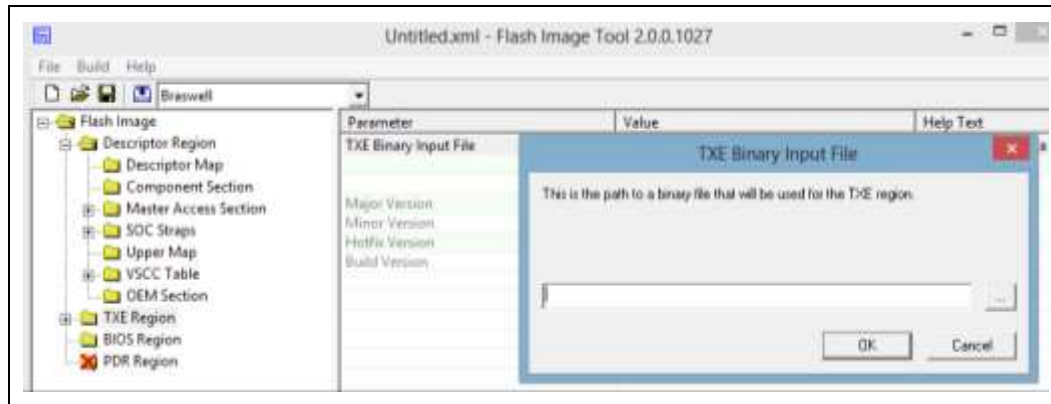 Untitled.xml - Flash Image Tool 2.0.0.1027
File Build Help
Braswell
Flash Image
Descriptor Region
Descriptor Map
Component Section
Master Access Section
SOC Straps
Upper Map
VSCC Table
OEM Section
TXE Region
BIOS Region
PDR Region
Parameter Value Help Text
TXE Binary Input File
Major Version
Minor Version
Hotfix Version
Build Version
TXE Binary Input File
This is the path to a binary file that will be used for the TXE region.
...
OK Cancel